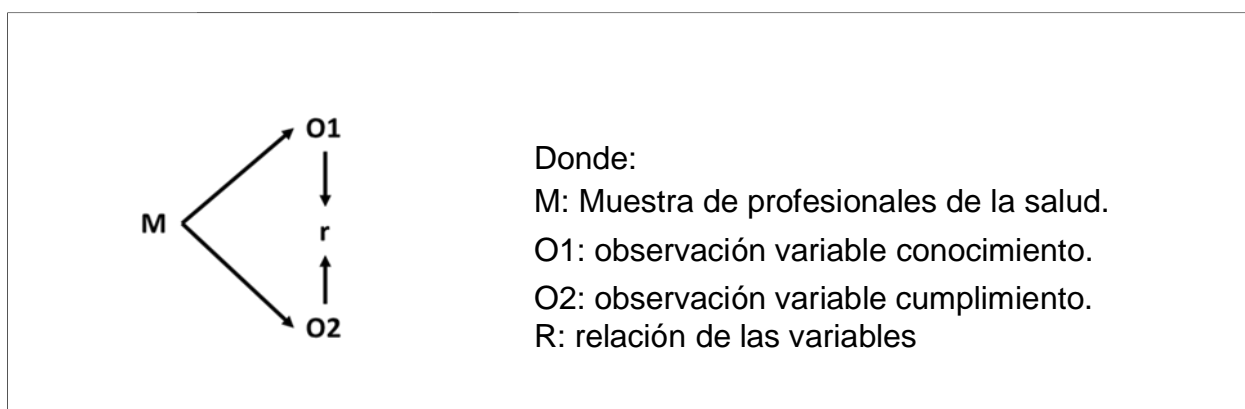 O1
M
r
O2
Donde:
M: Muestra de profesionales de la salud.
O1: observación variable conocimiento.
O2: observación variable cumplimiento.
R: relación de las variables